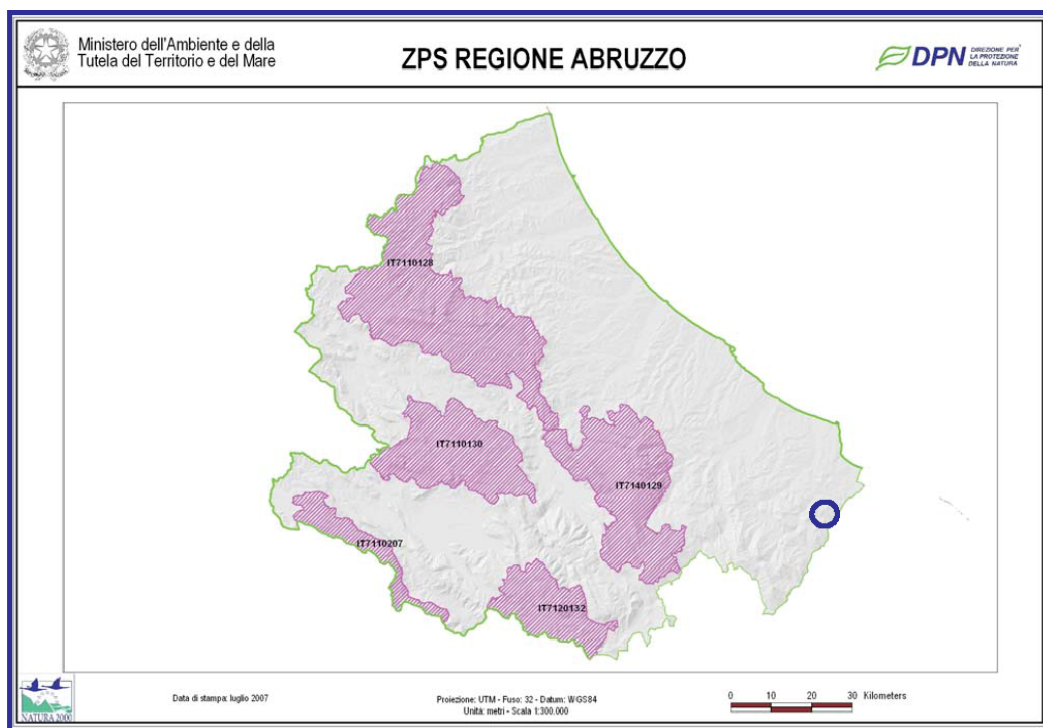 Ministero dell'Ambiente e della
Tutela del Territorio e del Mare
ZPS REGIONE ABRUZZO
DPN DIREZIONE PER
LA PROTEZIONE
DELLA NATURA
IT7110128
IT7110130
IT7140129
IT7110207
IT7120132
NATURA 2000
Data di stampa: luglio 2007
Proiezione: UTM - Fuso: 32 - Datum: WGS84
Unità: metri - Scala 1:300.000
0 10 20 30 Kilometers